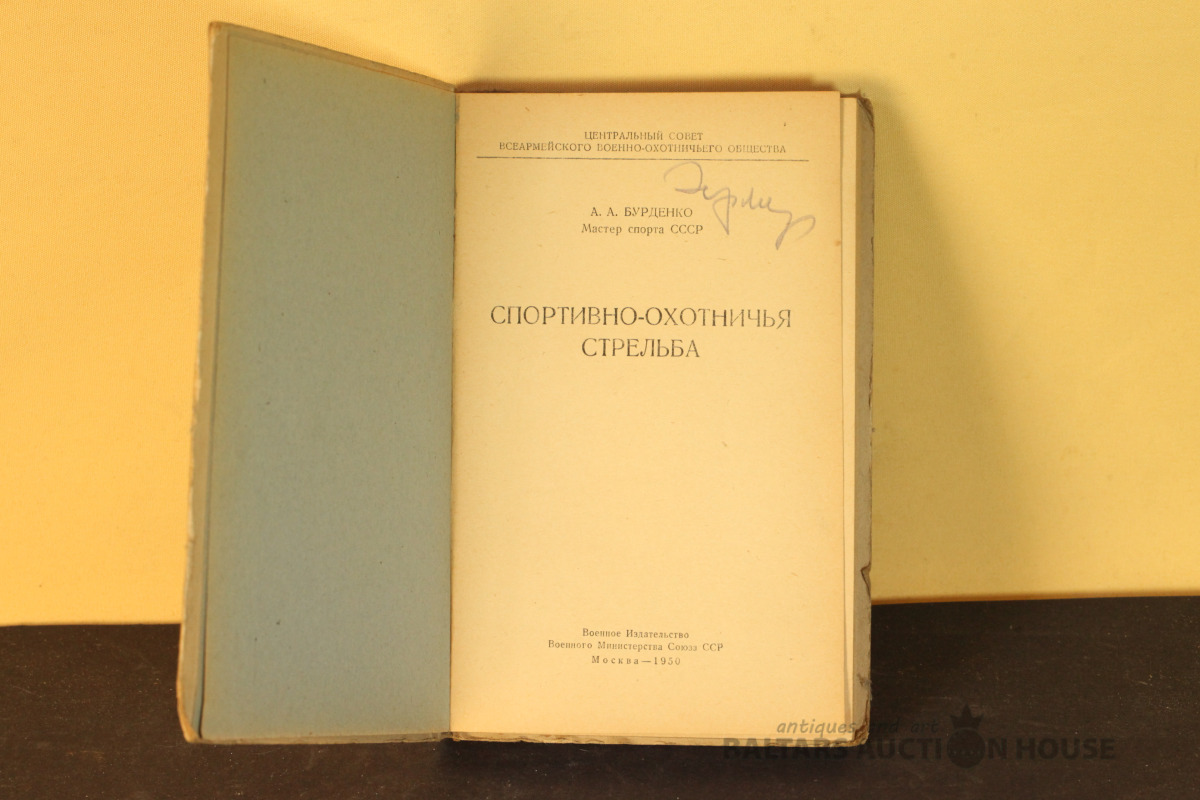 ЦЕНТРАЛЬНЫЙ СОВЕТ
ВСЕАРМЕЙСКОГО ВОЕННО-ОХОТНИЧЬЕГО ОБЩЕСТВА
А. А. БУРДЕНКО
Мастер спорта СССР
СПОРТИВНО-ОХОТНИЧЬЯ
СТРЕЛЬБА
Военное Издательство
Военного Министерства Союза ССР
Москва—1950
antiques and art
BALTARS AUCTION HOUSE